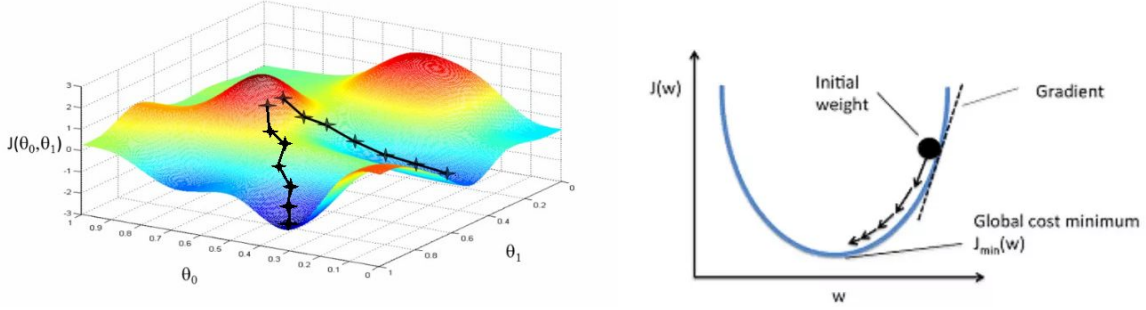 3
2
1
0
-1
-2
-3
J(θ₀,θ₁)
1
0.9
0.8
0.7
0.6
0.5
0.4
0.3
0.2
0.1
0
θ₀
1
0.8
0.6
0.4
0.2
0
θ₁
J(w)
Initial
weight
Gradient
Global cost minimum
Jmin(w)
w